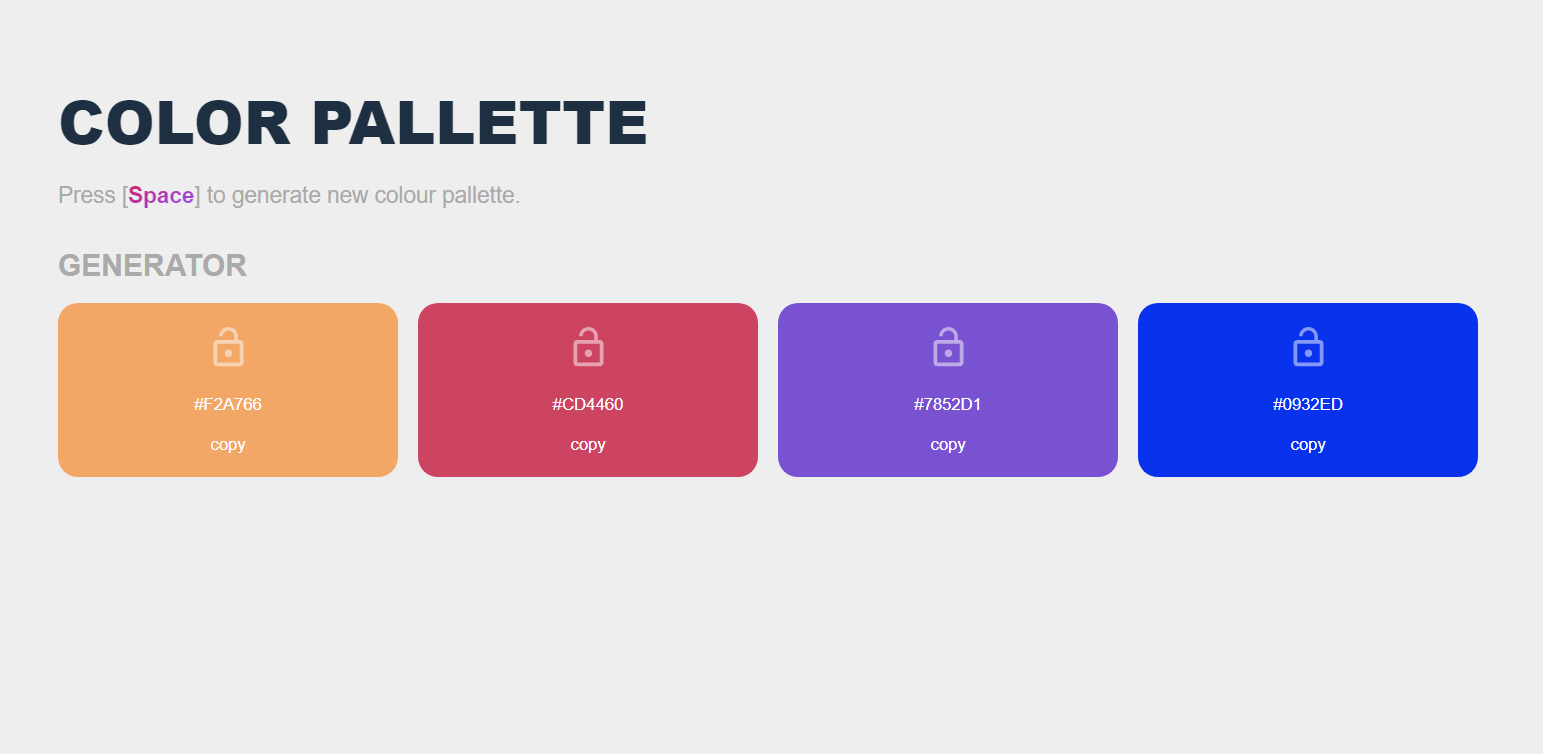 COLOR PALLETTE
Press [Space] to generate new colour pallette.
GENERATOR
#F2A766
copy
#CD4460
copy
#7852D1
copy
#0932ED
copy